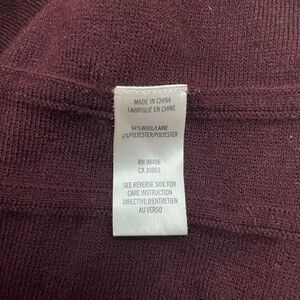 MADE IN CHINA
FABRIQUÉ EN CHINE
94%WOOL/LAINE
6%POLYESTER/POLYESTER
RN 98406
CA 39862
SEE REVERSE SIDE FOR
CARE INSTRUCTION
DIRECTIVE D'ENTRETIEN
AU VERSO